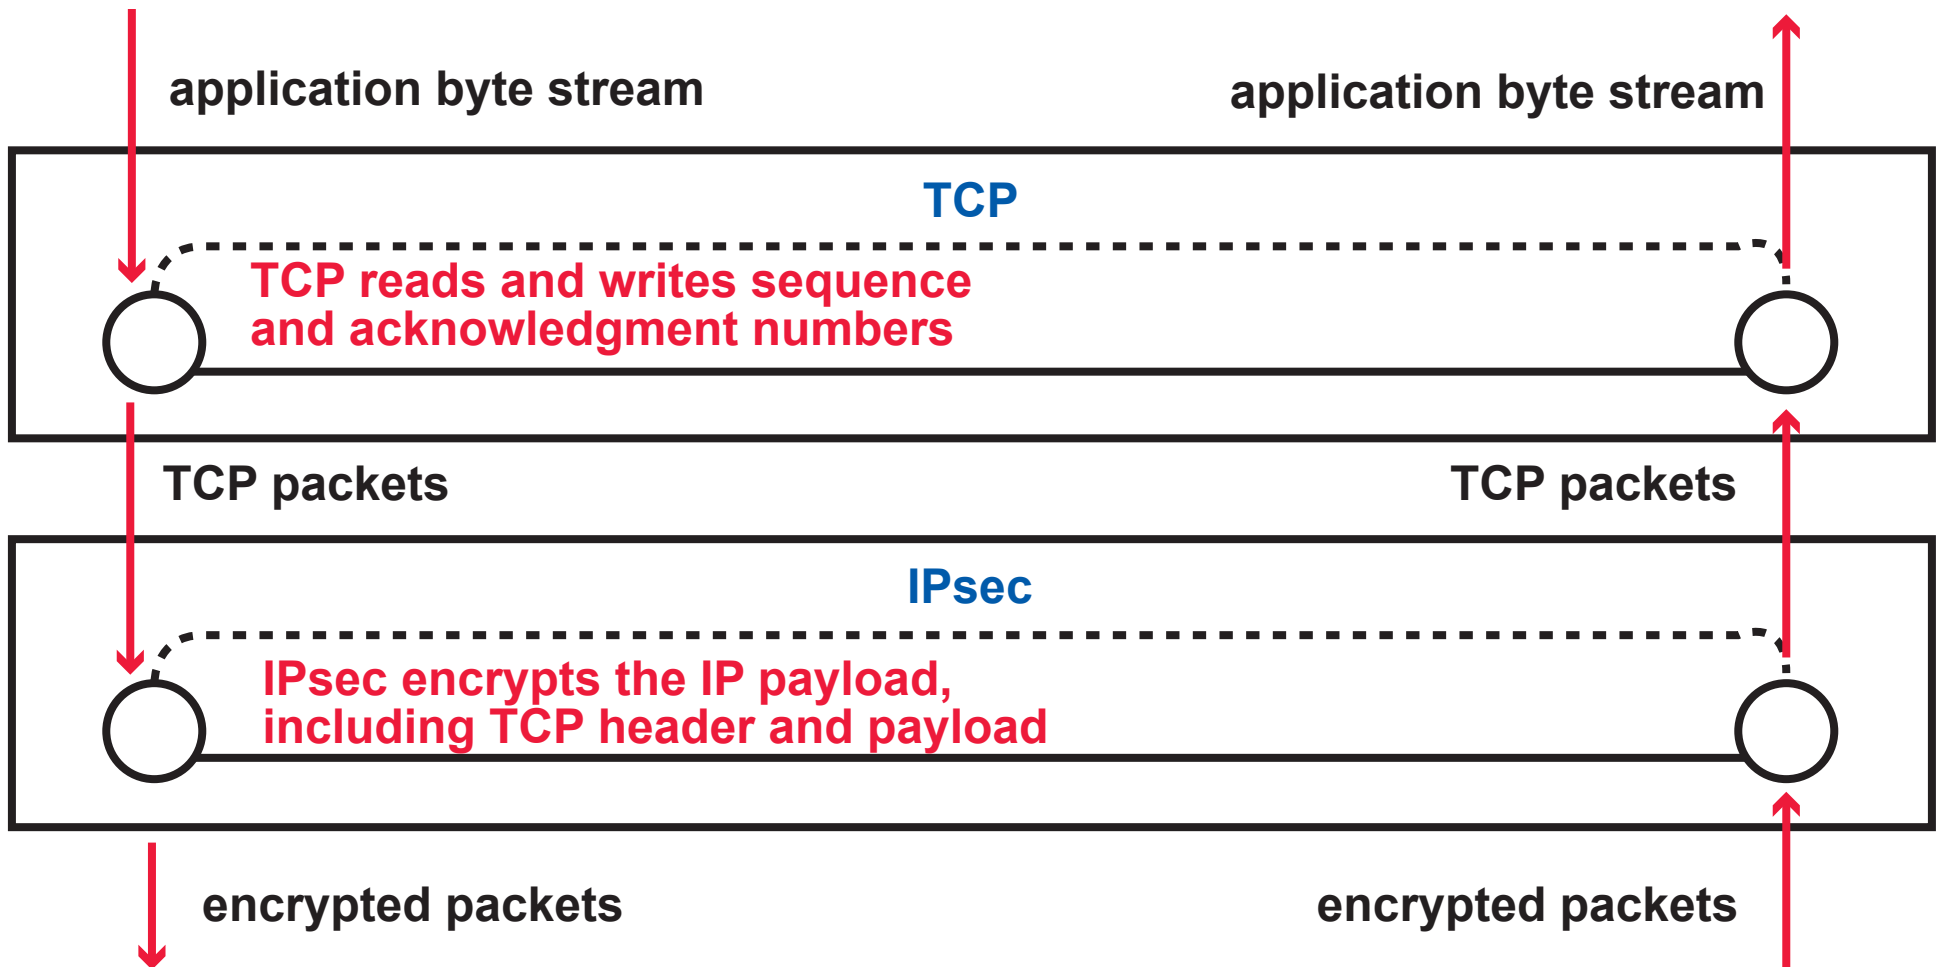 application byte stream
application byte stream
TCP
TCP reads and writes sequence
and acknowledgment numbers
TCP packets
TCP packets
IPsec
IPsec encrypts the IP payload,
including TCP header and payload
encrypted packets
encrypted packets